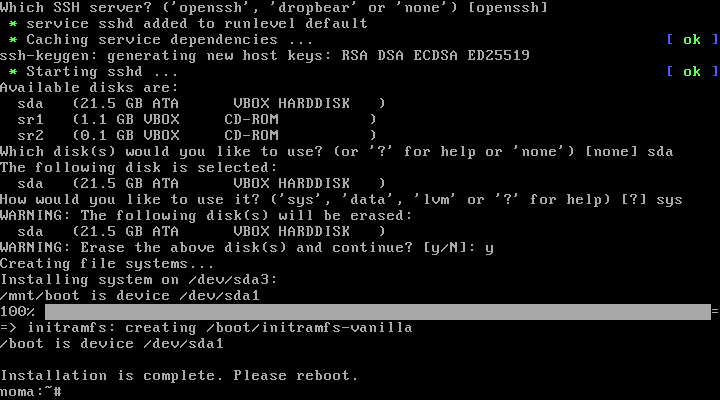 Which SSH server? ('openssh', 'dropbear' or 'none') [openssh]
 * service sshd added to runlevel default
 * Caching service dependencies ... [ ok ]
ssh-keygen: generating new host keys: RSA DSA ECDSA ED25519
 * Starting sshd ... [ ok ]
Available disks are:
  sda   (21.5 GB ATA      VBOX HARDDISK   )
  sr1   (1.1 GB VBOX     CD-ROM          )
  sr2   (0.1 GB VBOX     CD-ROM          )
Which disk(s) would you like to use? (or '?' for help or 'none') [none] sda
The following disk is selected:
  sda   (21.5 GB ATA      VBOX HARDDISK   )
How would you like to use it? ('sys', 'data', 'lvm' or '?' for help) [?] sys
WARNING: The following disk(s) will be erased:
  sda   (21.5 GB ATA      VBOX HARDDISK   )
WARNING: Erase the above disk(s) and continue? [y/N]: y
Creating file systems...
Installing system on /dev/sda3:
/mnt/boot is device /dev/sda1
100% =
=> initramfs: creating /boot/initramfs-vanilla
/boot is device /dev/sda1
Installation is complete. Please reboot.
noma:~#